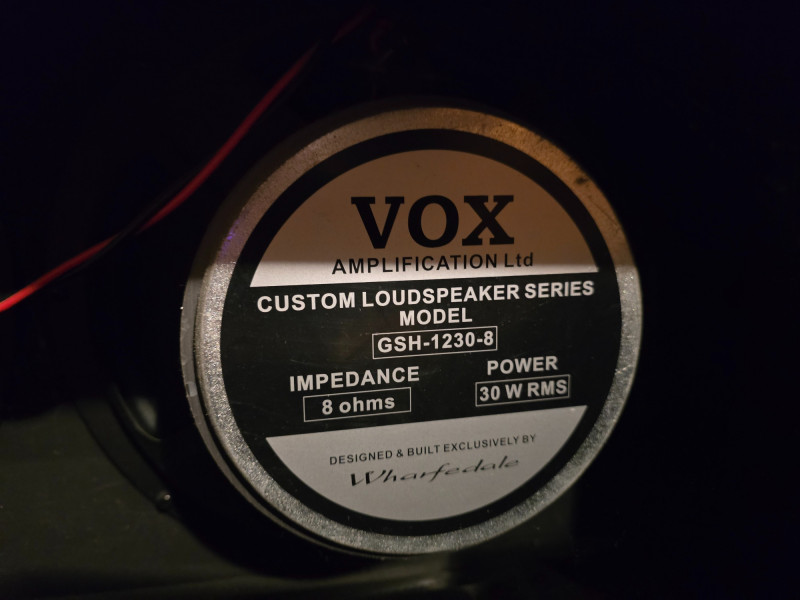 VOX
AMPLIFICATION Ltd
CUSTOM LOUDSPEAKER SERIES
MODEL
GSH-1230-8
IMPEDANCE POWER
8 ohms 30 W RMS
DESIGNED & BUILT EXCLUSIVELY BY
Wharfedale